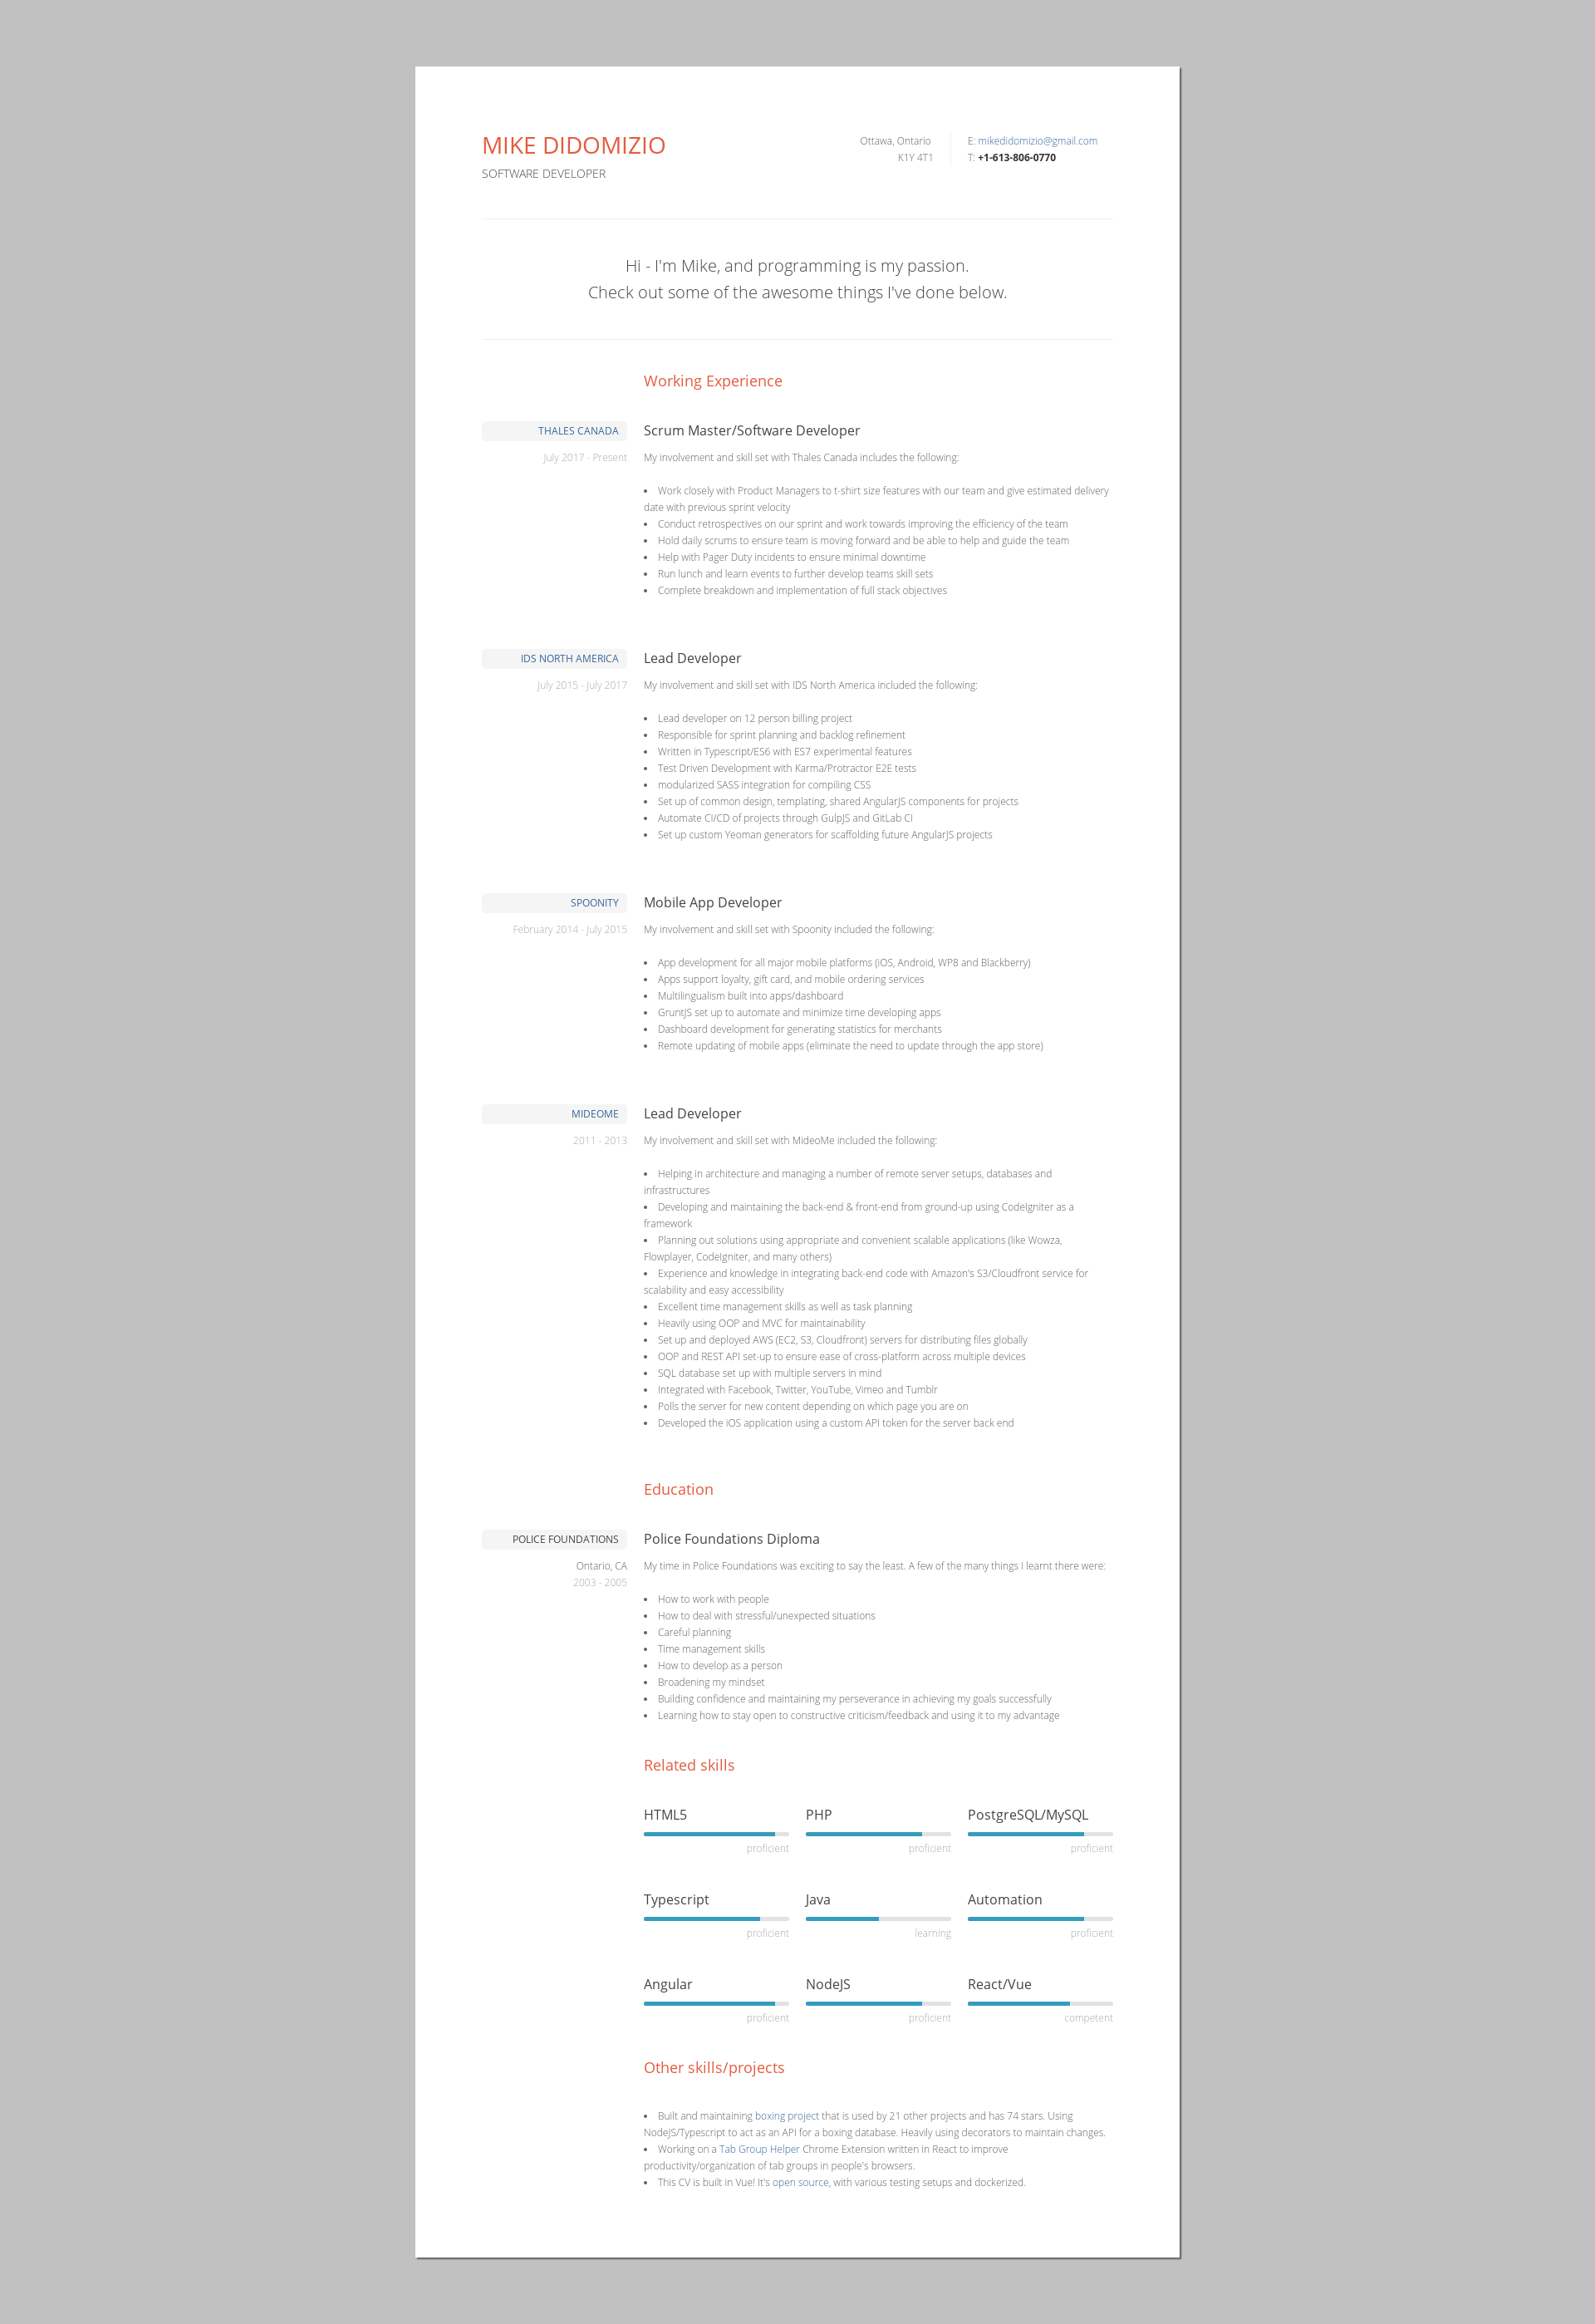 MIKE DIDOMIZIO
SOFTWARE DEVELOPER
Ottawa, Ontario
K1Y 4T1
E: mikedidomizio@gmail.com
T: +1-613-806-0770
Hi - I'm Mike, and programming is my passion.
Check out some of the awesome things I've done below.
Working Experience
THALES CANADA
July 2017 - Present
Scrum Master/Software Developer
My involvement and skill set with Thales Canada includes the following:
• Work closely with Product Managers to t-shirt size features with our team and give estimated delivery
date with previous sprint velocity
• Conduct retrospectives on our sprint and work towards improving the efficiency of the team
• Hold daily scrums to ensure team is moving forward and be able to help and guide the team
• Help with Pager Duty incidents to ensure minimal downtime
• Run lunch and learn events to further develop teams skill sets
• Complete breakdown and implementation of full stack objectives
IDS NORTH AMERICA
July 2015 - July 2017
Lead Developer
My involvement and skill set with IDS North America included the following:
• Lead developer on 12 person billing project
• Responsible for sprint planning and backlog refinement
• Written in Typescript/ES6 with ES7 experimental features
• Test Driven Development with Karma/Protractor E2E tests
• modularized SASS integration for compiling CSS
• Set up of common design, templating, shared AngularJS components for projects
• Automate CI/CD of projects through GulpJS and GitLab CI
• Set up custom Yeoman generators for scaffolding future AngularJS projects
SPOONITY
February 2014 - July 2015
Mobile App Developer
My involvement and skill set with Spoonity included the following:
• App development for all major mobile platforms (iOS, Android, WP8 and Blackberry)
• Apps support loyalty, gift card, and mobile ordering services
• Multilingualism built into apps/dashboard
• GruntJS set up to automate and minimize time developing apps
• Dashboard development for generating statistics for merchants
• Remote updating of mobile apps (eliminate the need to update through the app store)
MIDEOME
2011 - 2013
Lead Developer
My involvement and skill set with MideoMe included the following:
• Helping in architecture and managing a number of remote server setups, databases and
infrastructures
• Developing and maintaining the back-end & front-end from ground-up using CodeIgniter as a
framework
• Planning out solutions using appropriate and convenient scalable applications (like Wowza,
Flowplayer, CodeIgniter, and many others)
• Experience and knowledge in integrating back-end code with Amazon's S3/Cloudfront service for
scalability and easy accessibility
• Excellent time management skills as well as task planning
• Heavily using OOP and MVC for maintainability
• Set up and deployed AWS (EC2, S3, Cloudfront) servers for distributing files globally
• OOP and REST API set-up to ensure ease of cross-platform across multiple devices
• SQL database set up with multiple servers in mind
• Integrated with Facebook, Twitter, YouTube, Vimeo and Tumblr
• Polls the server for new content depending on which page you are on
• Developed the iOS application using a custom API token for the server back end
Education
POLICE FOUNDATIONS
Ontario, CA
2003 - 2005
Police Foundations Diploma
My time in Police Foundations was exciting to say the least. A few of the many things I learnt there were:
• How to work with people
• How to deal with stressful/unexpected situations
• Careful planning
• Time management skills
• How to develop as a person
• Broadening my mindset
• Building confidence and maintaining my perseverance in achieving my goals successfully
• Learning how to stay open to constructive criticism/feedback and using it to my advantage
Related skills
HTML5
proficient
PHP
proficient
PostgreSQL/MySQL
proficient
Typescript
proficient
Java
learning
Automation
proficient
Angular
proficient
NodeJS
proficient
React/Vue
competent
Other skills/projects
• Built and maintaining boxing project that is used by 21 other projects and has 74 stars. Using
NodeJS/Typescript to act as an API for a boxing database. Heavily using decorators to maintain changes.
• Working on a Tab Group Helper Chrome Extension written in React to improve
productivity/organization of tab groups in people's browsers.
• This CV is built in Vue! It's open source, with various testing setups and dockerized.